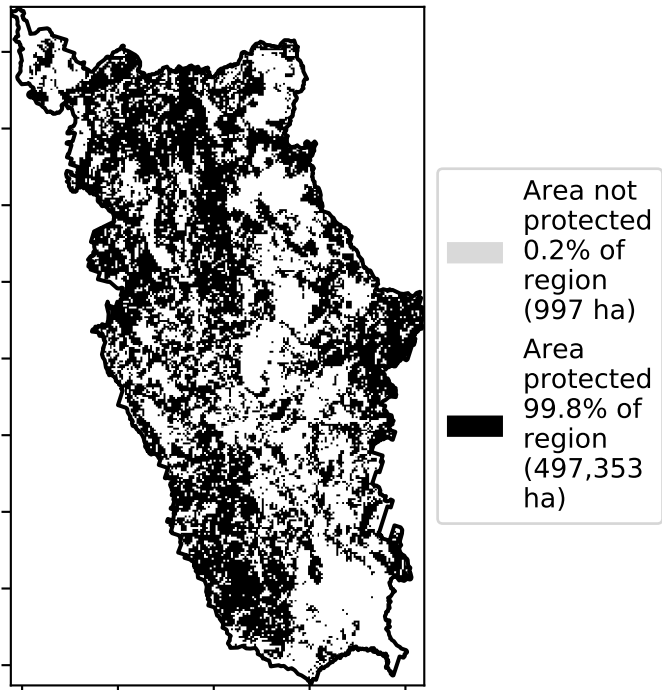 Area not
protected
0.2% of
region
(997 ha)
Area
protected
99.8% of
region
(497,353
ha)